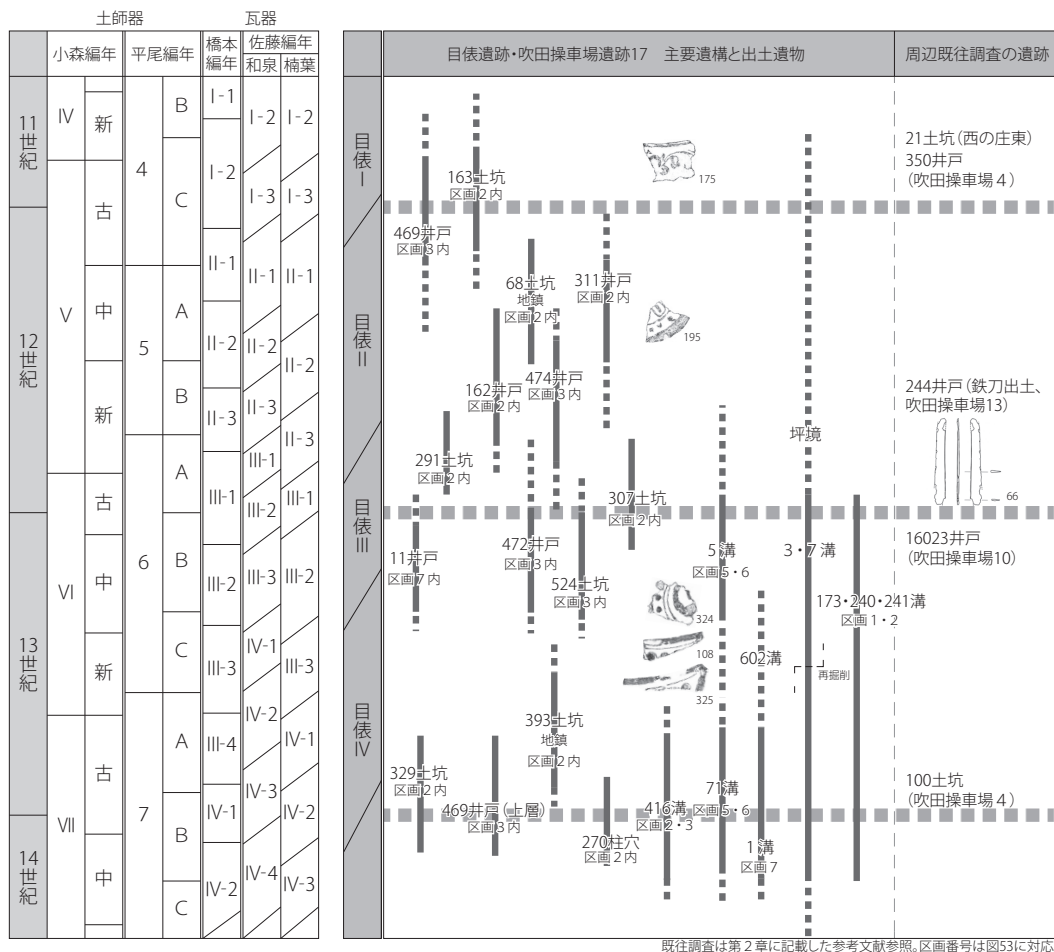 土師器
瓦器
小森編年
平尾編年
橋本
編年
佐藤編年
和泉
楠葉
11世紀
12世紀
13世紀
14世紀
IV
新
V
古
中
新
VI
古
中
新
VII
古
中
4
B
C
5
A
B
6
A
B
C
7
A
B
C
I-1
I-2
II-1
II-2
II-3
III-1
III-2
III-3
III-4
IV-1
IV-2
I-2
I-3
II-1
II-2
II-3
III-1
III-2
III-3
IV-1
IV-2
IV-3
IV-4
I-2
I-3
II-1
II-2
II-3
III-1
III-2
III-3
IV-1
IV-2
IV-3
目俵遺跡・吹田操車場遺跡17 主要遺構と出土遺物
周辺既往調査の遺跡
目俵I
目俵II
目俵III
目俵IV
163土坑
区画2内
469井戸
区画3内
68土坑
地鎮
区画2内
311井戸
区画2内
162井戸
区画2内
474井戸
区画3内
291土坑
区画2内
307土坑
区画2内
11井戸
区画7内
472井戸
区画3内
524土坑
区画3内
5溝
区画5・6
坪境
3・7溝
173・240・241溝
区画1・2
602溝
再掘削
393土坑
地鎮
区画2内
329土坑
区画2内
469井戸(上層)
区画3内
270柱穴
区画2内
416溝
区画2・3
71溝
区画5・6
1溝
区画7
175
195
324
108
325
21土坑(西の庄東)
350井戸
(吹田操車場4)
244井戸(鉄刀出土、
吹田操車場13)
66
16023井戸
(吹田操車場10)
100土坑
(吹田操車場4)
既往調査は第2章に記載した参考文献参照。区画番号は図53に対応